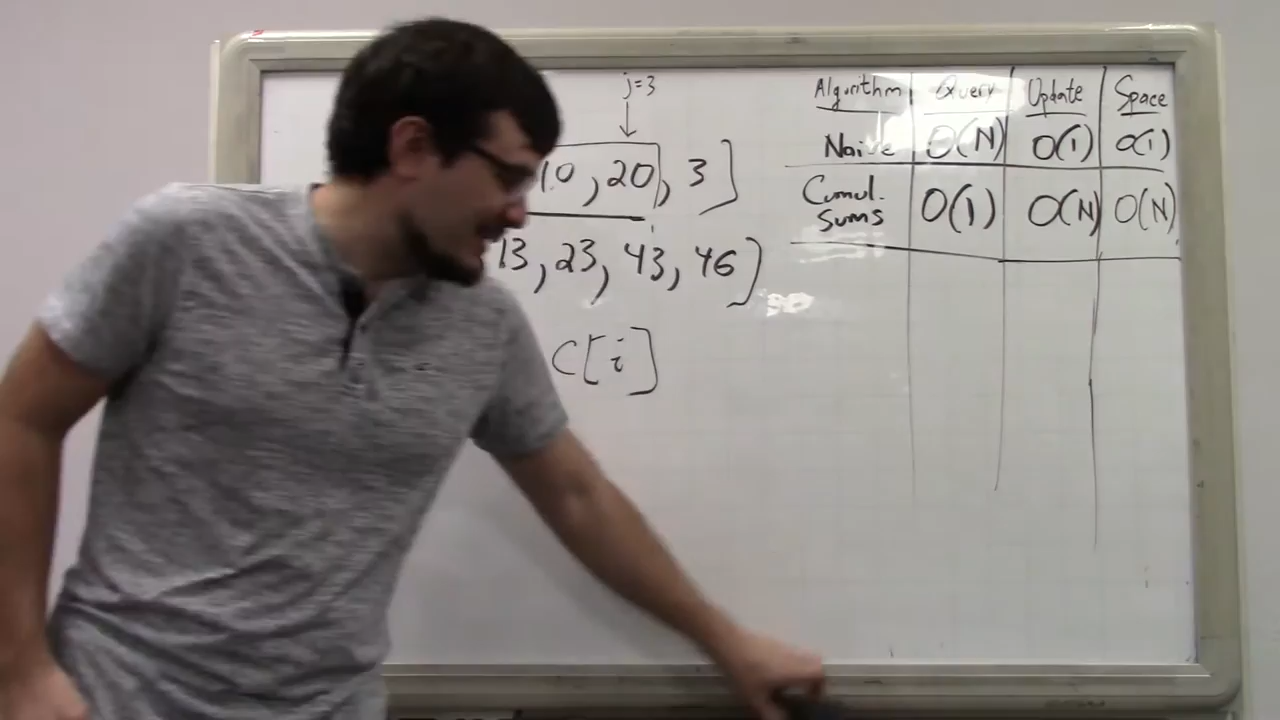 j=3
10, 20, 3]
13, 23, 43, 46]
C[i]
Algorithm Query Update Space
Naive O(N) O(1) O(1)
Cumul. Sums O(1) O(N) O(N)